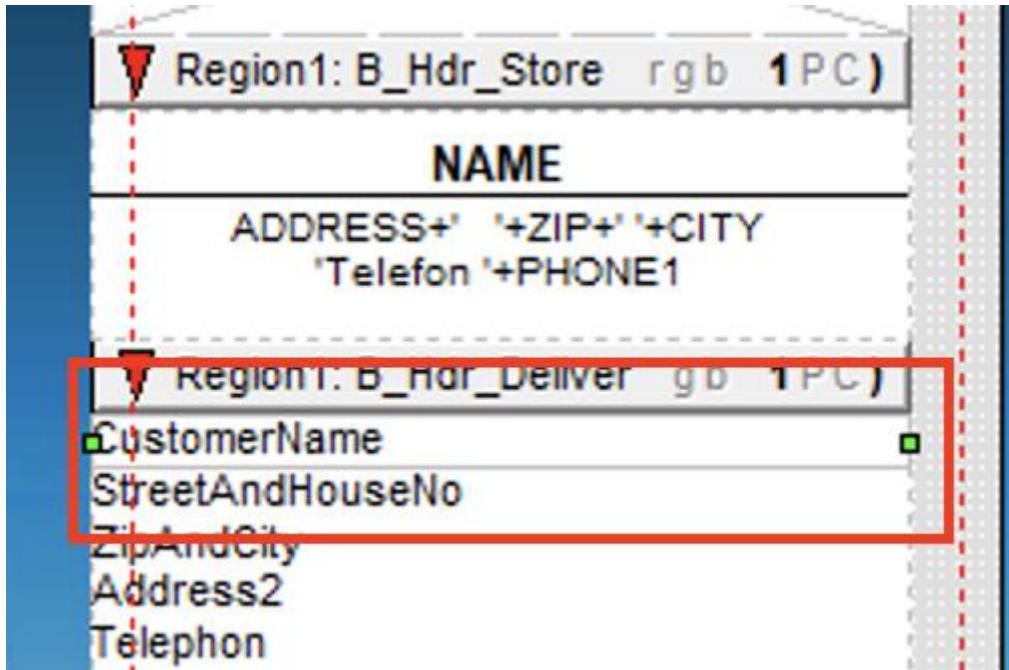 Region1: B_Hdr_Store rgb 1PC)
NAME
ADDRESS+' '+ZIP+' '+CITY
'Telefon '+PHONE1
Region1: B_Hdr_Deliver gb 1PC)
CustomerName
StreetAndHouseNo
ZipAndCity
Address2
Telephon